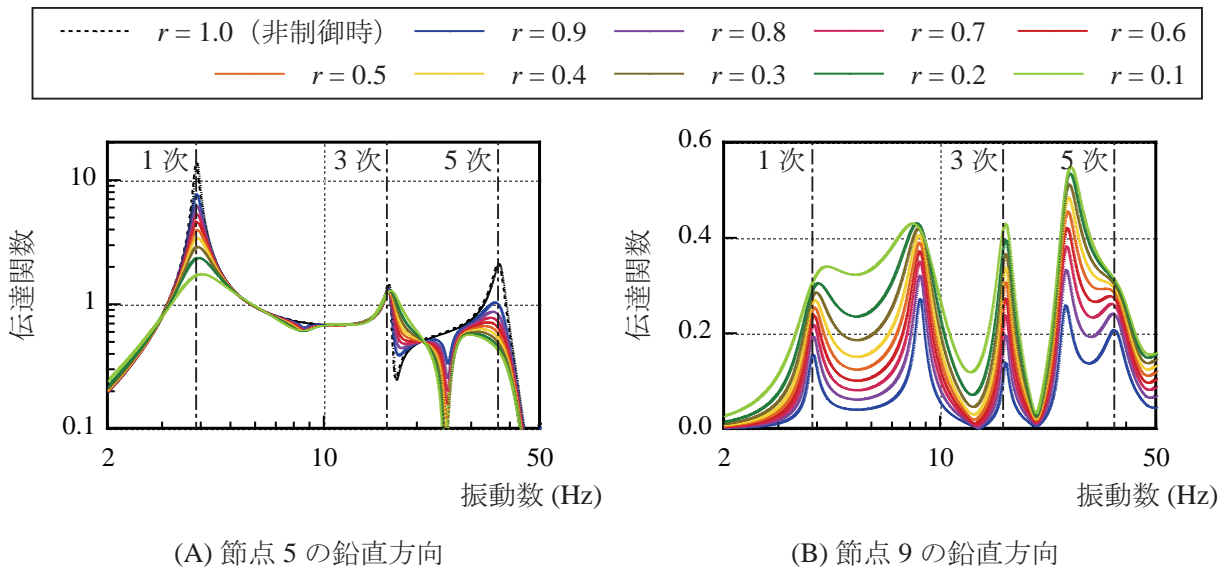 r = 1.0（非制御時） r = 0.9 r = 0.8 r = 0.7 r = 0.6
r = 0.5 r = 0.4 r = 0.3 r = 0.2 r = 0.1
1 次 3 次 5 次
10
1
0.1
伝達関数
2 10 50
振動数 (Hz)
(A) 節点 5 の鉛直方向
0.6
1 次 3 次 5 次
0.4
0.2
0.0
伝達関数
2 10 50
振動数 (Hz)
(B) 節点 9 の鉛直方向